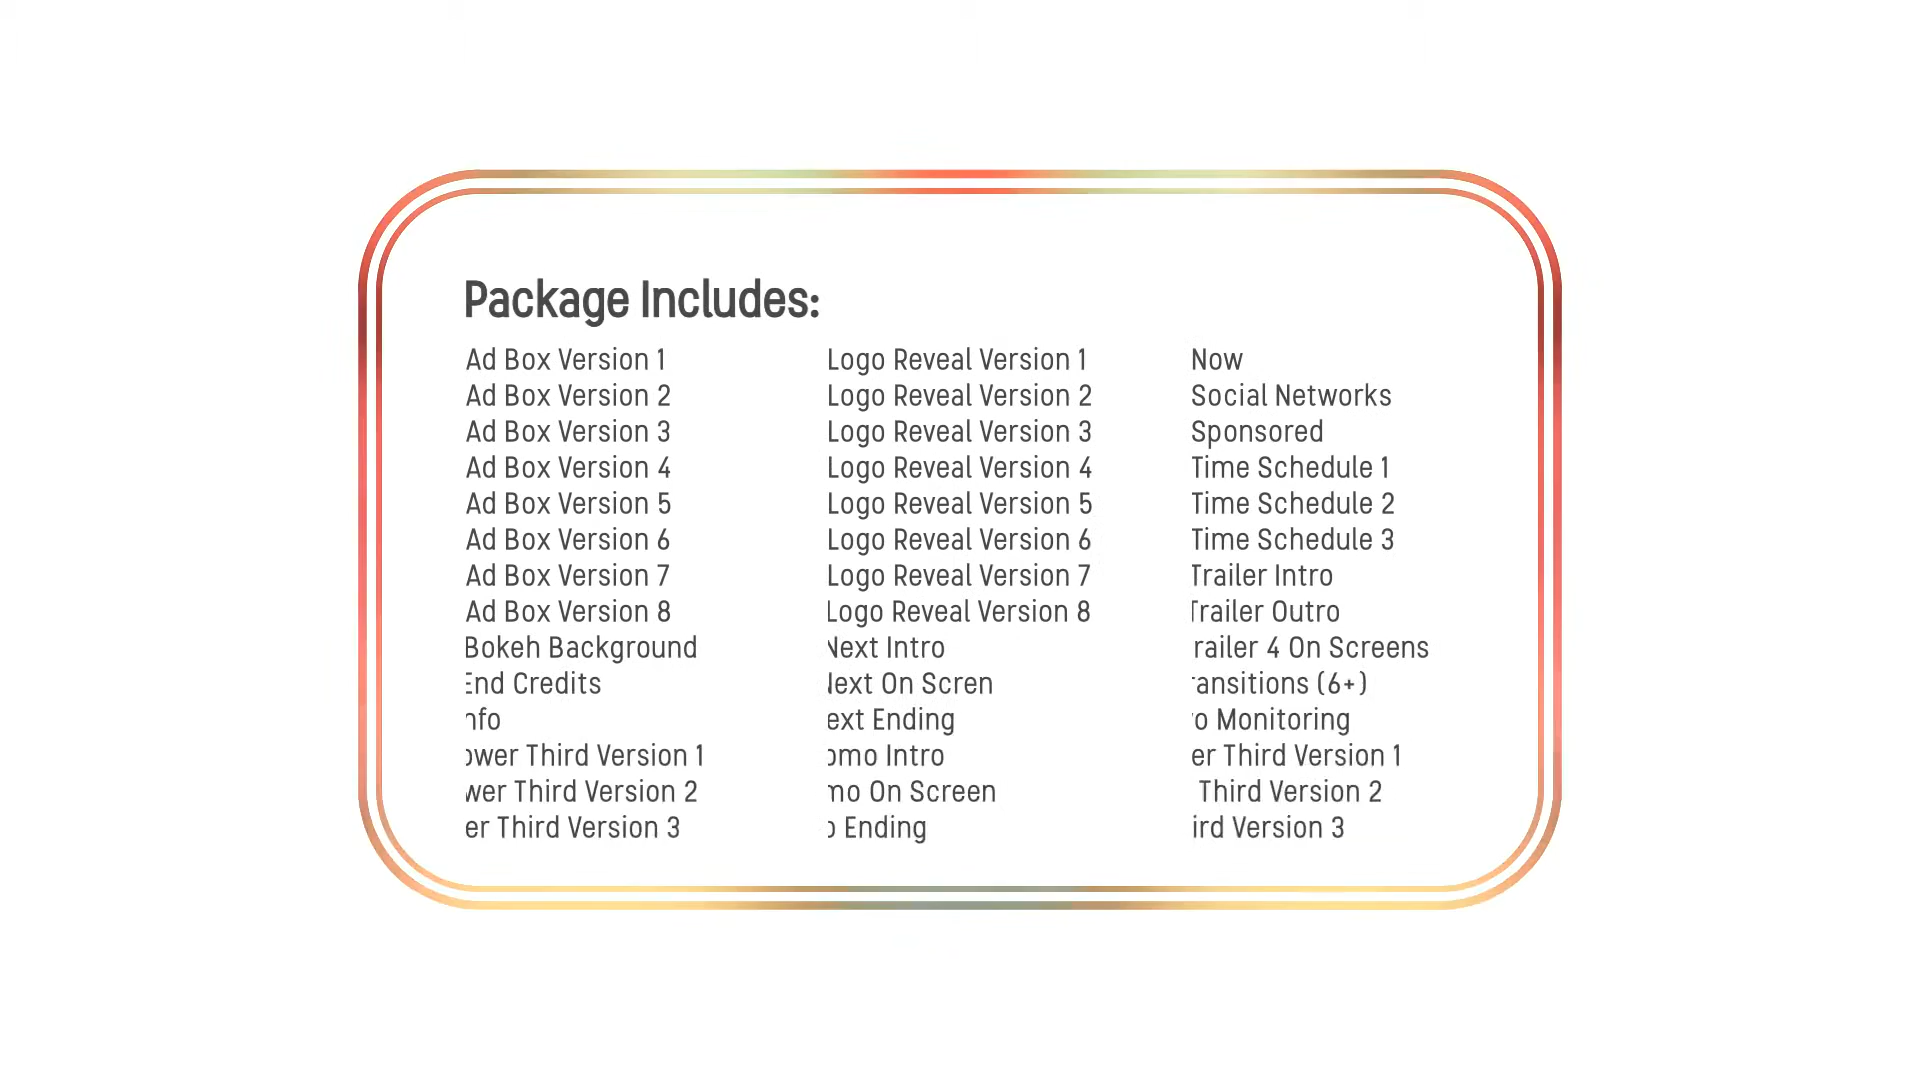 Package Includes:
Ad Box Version 1
Ad Box Version 2
Ad Box Version 3
Ad Box Version 4
Ad Box Version 5
Ad Box Version 6
Ad Box Version 7
Ad Box Version 8
Bokeh Background
End Credits
nfo
ower Third Version 1
wer Third Version 2
er Third Version 3
Logo Reveal Version 1
Logo Reveal Version 2
Logo Reveal Version 3
Logo Reveal Version 4
Logo Reveal Version 5
Logo Reveal Version 6
Logo Reveal Version 7
Logo Reveal Version 8
Next Intro
Next On Scren
ext Ending
omo Intro
mo On Screen
o Ending
Now
Social Networks
Sponsored
Time Schedule 1
Time Schedule 2
Time Schedule 3
Trailer Intro
Trailer Outro
railer 4 On Screens
ransitions (6+)
o Monitoring
er Third Version 1
Third Version 2
ird Version 3